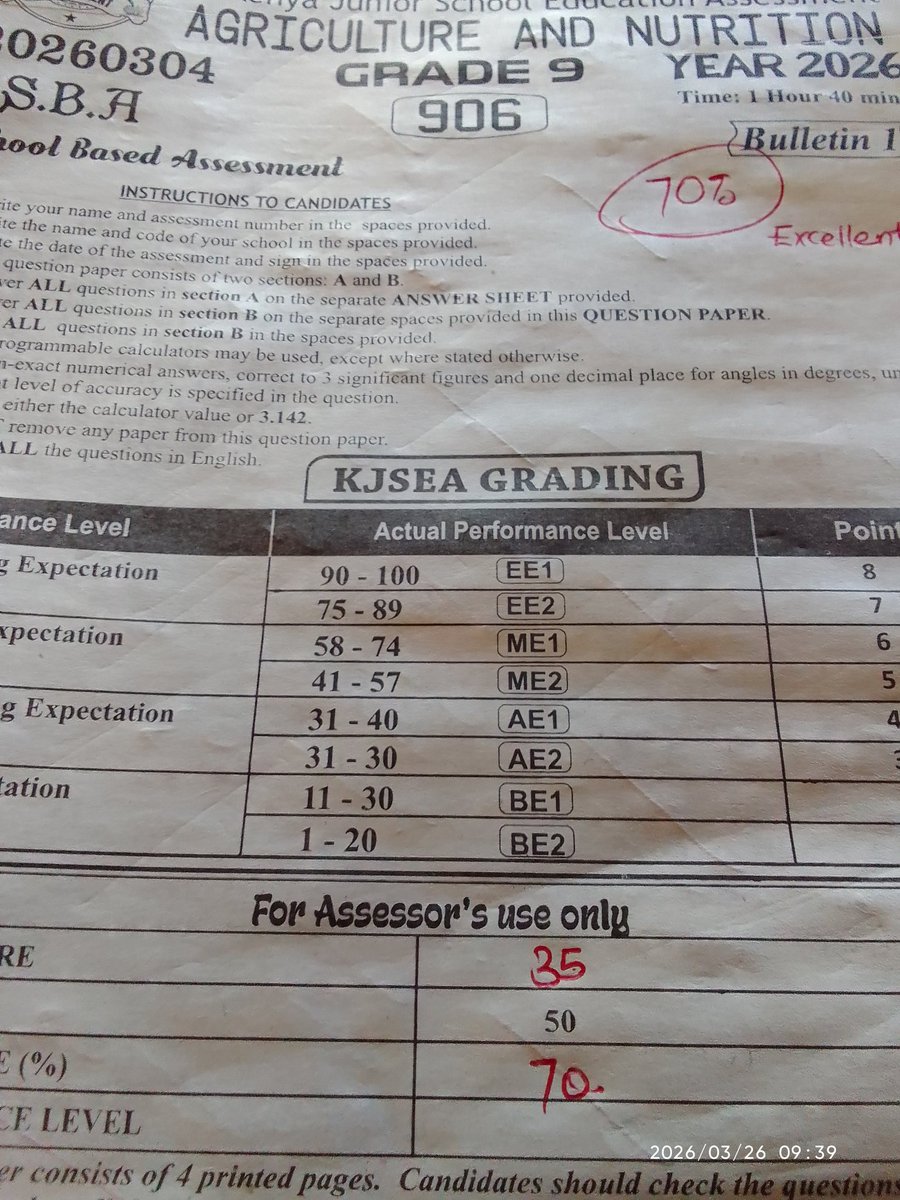 nya Junior School Education Assessment
AGRICULTURE AND NUTRITION
20260304
GRADE 9
YEAR 2026
S.B.A
906
Time: 1 Hour 40 min
hool Based Assessment
Bulletin 1
70%
Excellent
INSTRUCTIONS TO CANDIDATES
ite your name and assessment number in the spaces provided.
ite the name and code of your school in the spaces provided.
te the date of the assessment and sign in the spaces provided.
question paper consists of two sections: A and B.
ver ALL questions in section A on the separate ANSWER SHEET provided.
er ALL questions in section B on the separate spaces provided in this QUESTION PAPER.
ALL questions in section B in the spaces provided.
rogrammable calculators may be used, except where stated otherwise.
n-exact numerical answers, correct to 3 significant figures and one decimal place for angles in degrees, un
t level of accuracy is specified in the question.
either the calculator value or 3.142.
T remove any paper from this question paper.
ALL the questions in English.
KJSEA GRADING
ance Level Actual Performance Level Point
g Expectation 90 - 100 EE1 8
75 - 89 EE2 7
xpectation 58 - 74 ME1 6
41 - 57 ME2 5
g Expectation 31 - 40 AE1 4
31 - 30 AE2 3
tation 11 - 30 BE1
1 - 20 BE2
For Assessor's use only
RE 35
50
E (%) 70.
CE LEVEL
2026/03/26 09:39
er consists of 4 printed pages. Candidates should check the questions